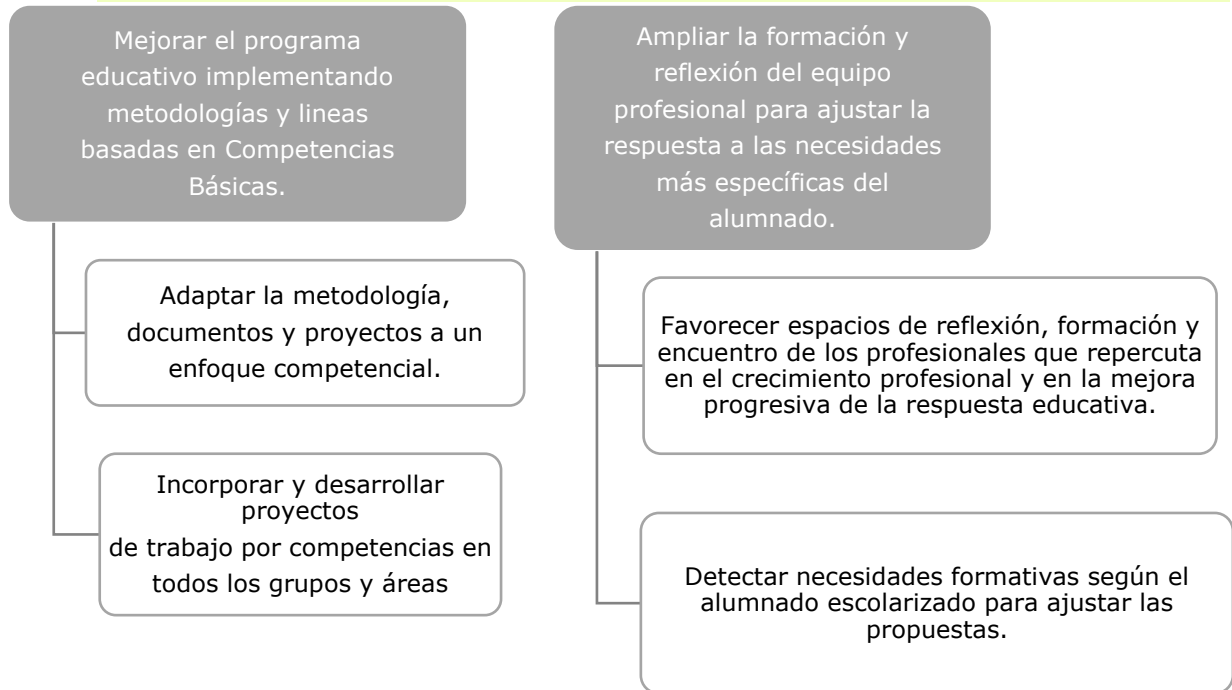 Mejorar el programa
educativo implementando
metodologías y lineas
basadas en Competencias
Básicas.
Adaptar la metodología,
documentos y proyectos a un
enfoque competencial.
Incorporar y desarrollar
proyectos
de trabajo por competencias en
todos los grupos y áreas
Ampliar la formación y
reflexión del equipo
profesional para ajustar la
respuesta a las necesidades
más específicas del
alumnado.
Favorecer espacios de reflexión, formación y
encuentro de los profesionales que repercuta
en el crecimiento profesional y en la mejora
progresiva de la respuesta educativa.
Detectar necesidades formativas según el
alumnado escolarizado para ajustar las
propuestas.